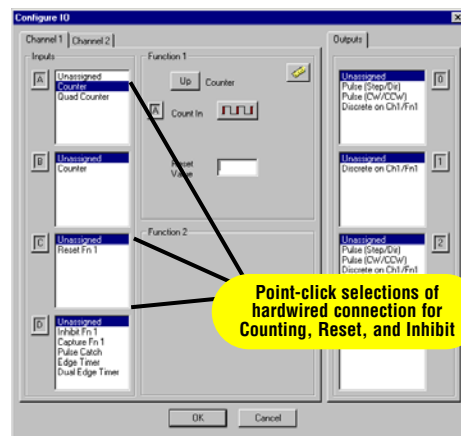 Configure IO
Channel 1 Channel 2
Outputs
Inputs
A
Unassigned
Counter
Quad Counter
B
Unassigned
Counter
C
Unassigned
Reset Fn 1
D
Unassigned
Inhibit Fn 1
Capture Fn 1
Pulse Catch
Edge Timer
Dual Edge Timer
Function 1
Up Counter
A Count In
Reset
Value
Function 2
Unassigned
Pulse (Step/Dir)
Pulse (CW/CCW)
Discrete on Ch1/Fn1
0
Unassigned
Discrete on Ch1/Fn1
1
Unassigned
Pulse (Step/Dir)
Pulse (CW/CCW)
Discrete on Ch1/Fn1
2
Point-click selections of
hardwired connection for
Counting, Reset, and Inhibit
OK Cancel